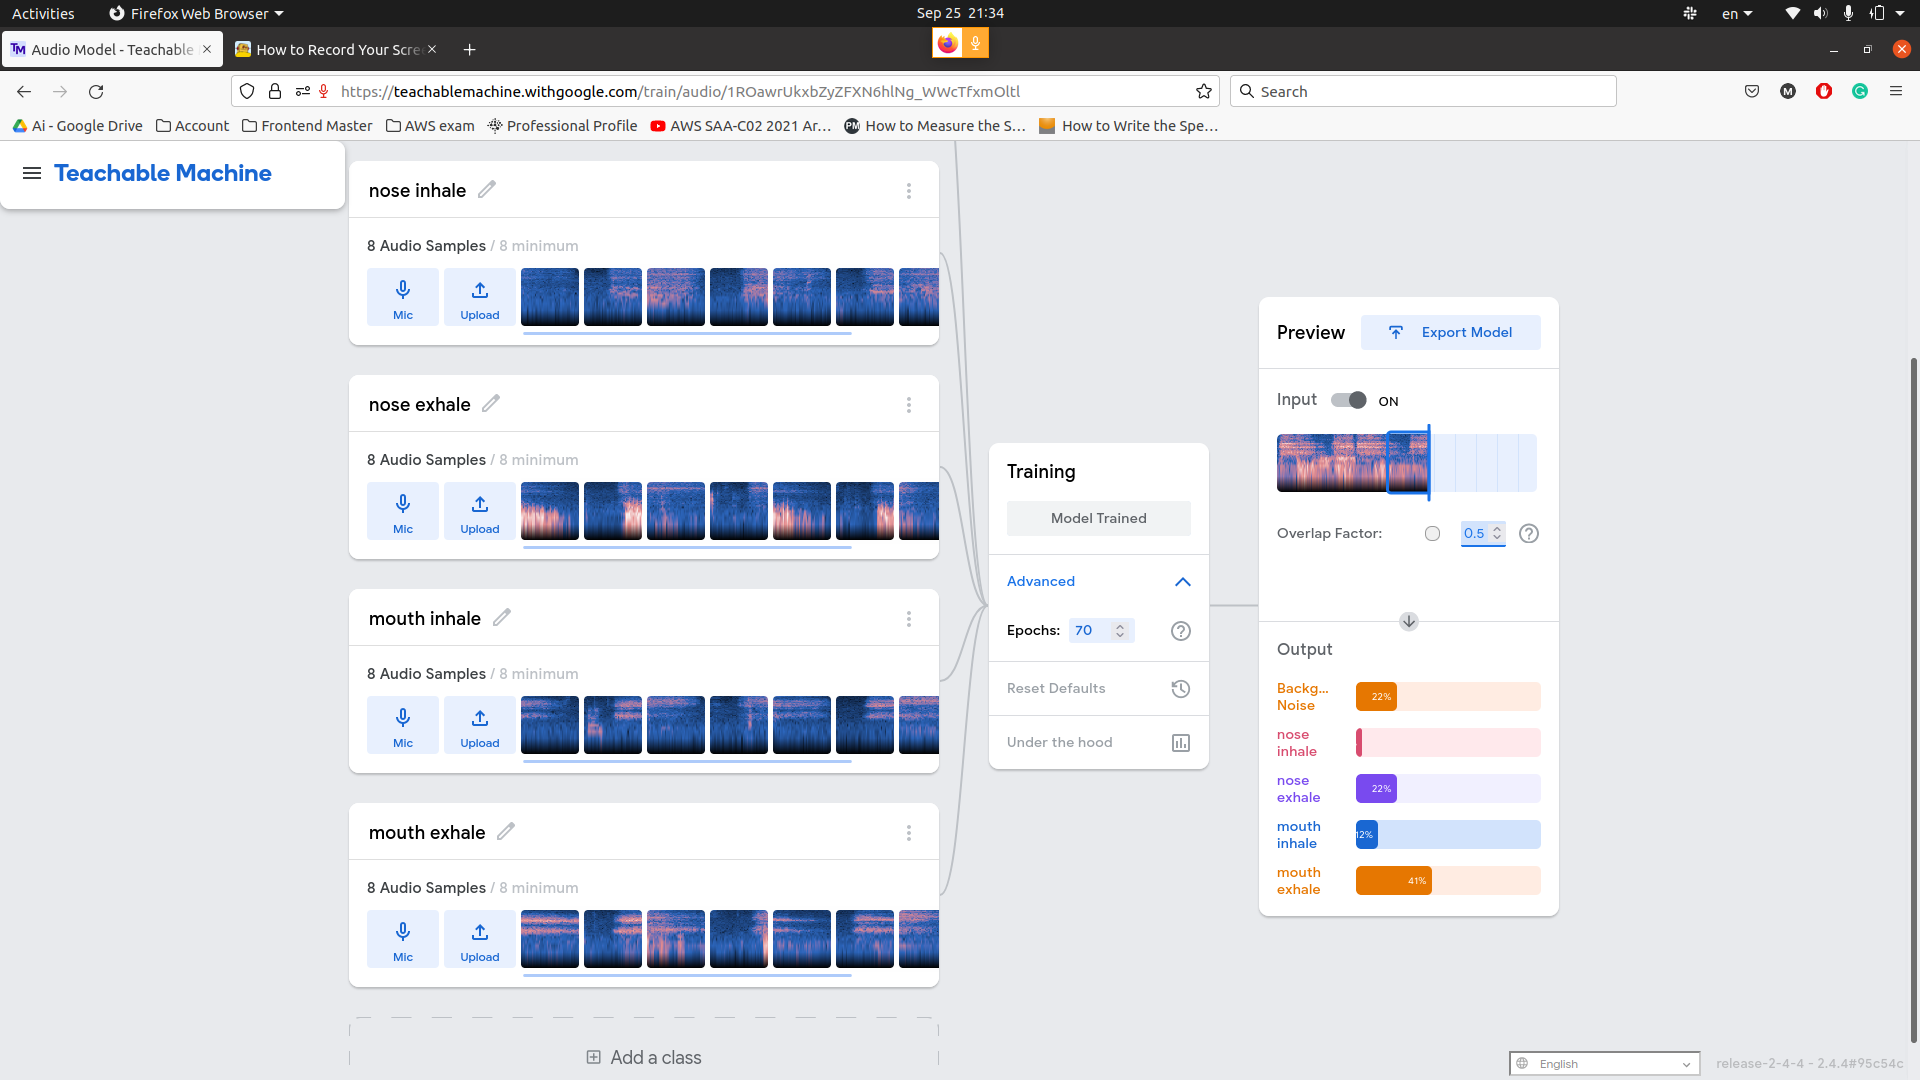 Activities
Firefox Web Browser
Sep 25 21:34
en
Audio Model - Teachable
How to Record Your Scre
https://teachablemachine.withgoogle.com/train/audio/1ROawrUkxbZyZFXN6hlNg_WWcTfxmOltl
Search
Ai - Google Drive
Account
Frontend Master
AWS exam
Professional Profile
AWS SAA-C02 2021 Ar…
PM
How to Measure the S…
How to Write the Spe…
Teachable Machine
nose inhale
8 Audio Samples / 8 minimum
Mic
Upload
nose exhale
8 Audio Samples / 8 minimum
Mic
Upload
mouth inhale
8 Audio Samples / 8 minimum
Mic
Upload
mouth exhale
8 Audio Samples / 8 minimum
Mic
Upload
Add a class
Training
Model Trained
Advanced
Epochs: 70
Reset Defaults
Under the hood
Preview
Export Model
Input ON
Overlap Factor: 0.5
Output
Backg...
Noise
22%
nose
inhale
nose
exhale
22%
mouth
inhale
12%
mouth
exhale
41%
English
release-2-4-4 - 2.4.4#95c54c